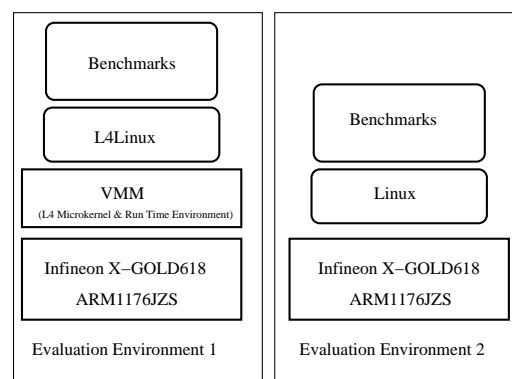 Benchmarks
L4Linux
VMM
(L4 Microkernel & Run Time Environment)
Infineon X−GOLD618
ARM1176JZS
Evaluation Environment 1
Benchmarks
Linux
Infineon X−GOLD618
ARM1176JZS
Evaluation Environment 2